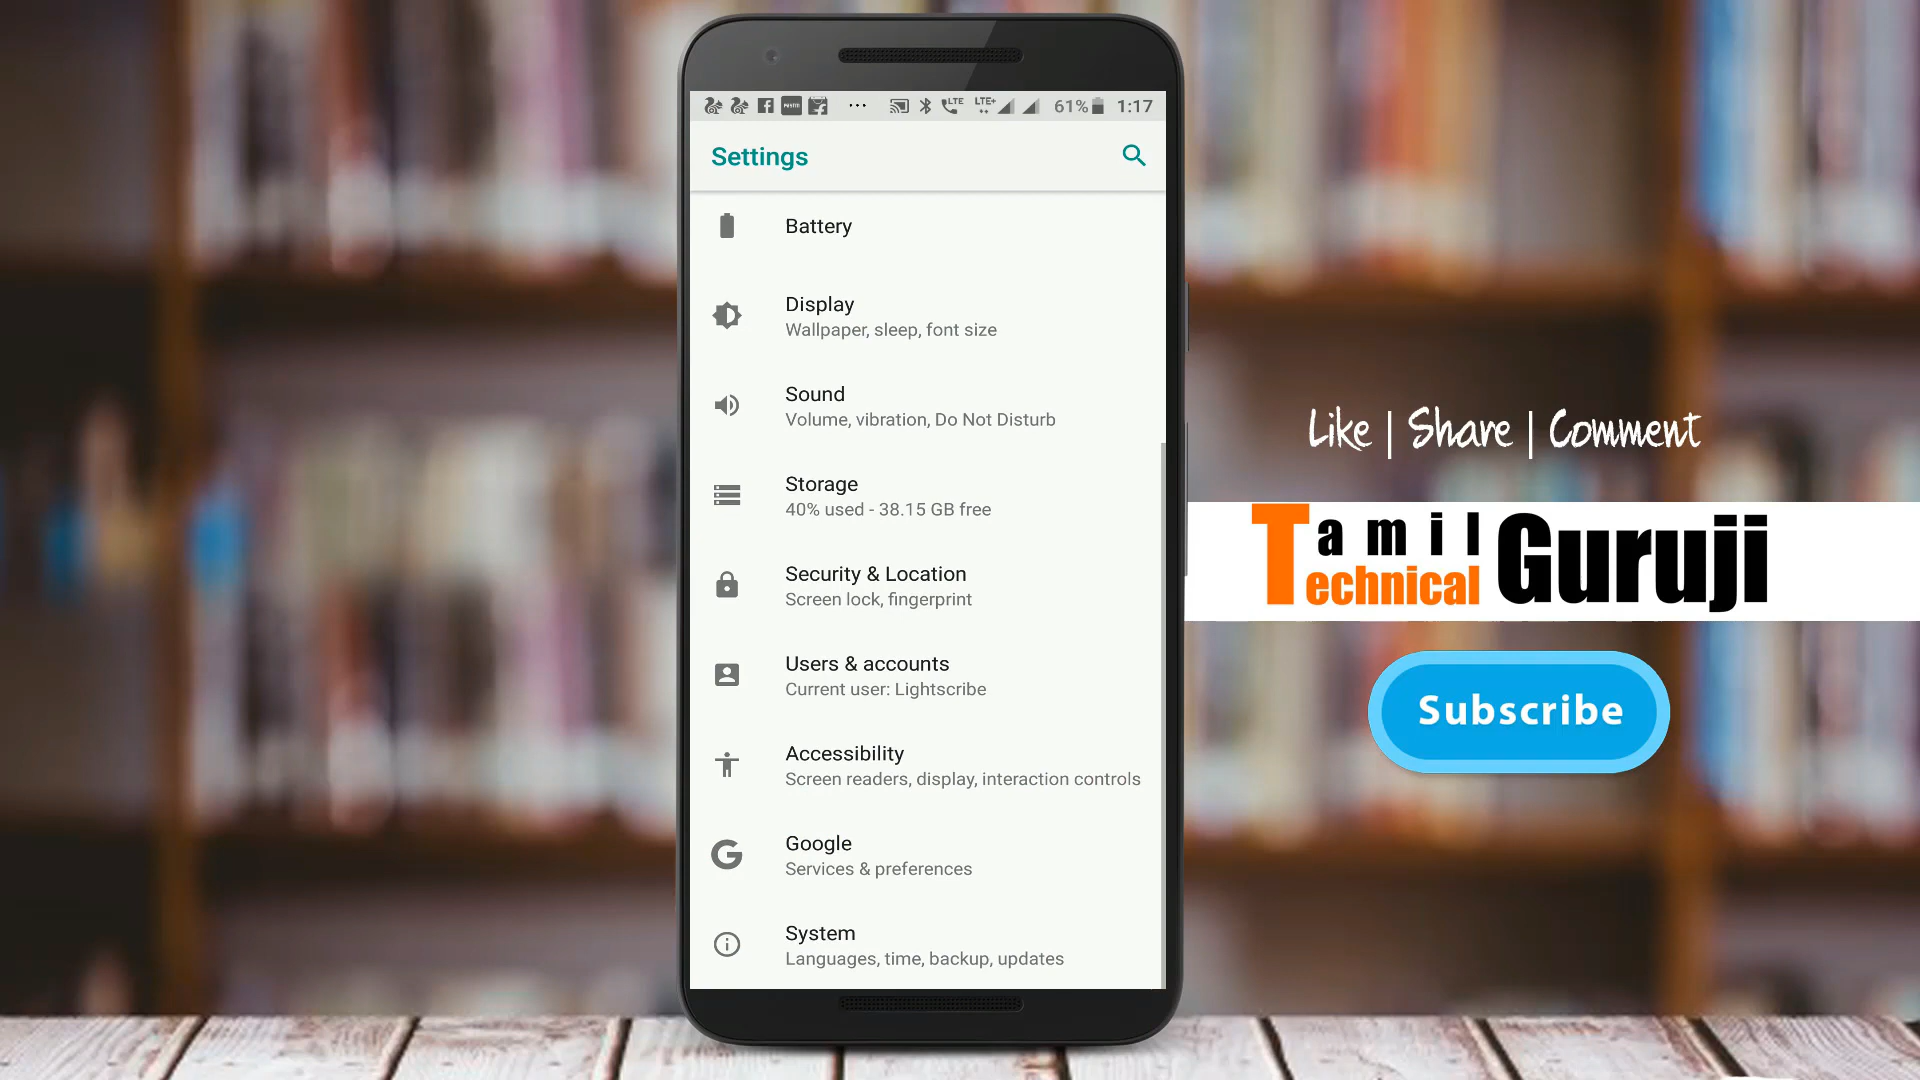 LTE LTE+ 61% 1:17
Settings
Battery
Display
Wallpaper, sleep, font size
Sound
Volume, vibration, Do Not Disturb
Storage
40% used - 38.15 GB free
Security & Location
Screen lock, fingerprint
Users & accounts
Current user: Lightscribe
Accessibility
Screen readers, display, interaction controls
Google
Services & preferences
System
Languages, time, backup, updates
Like | Share | Comment
Tamil Technical Guruji
Subscribe